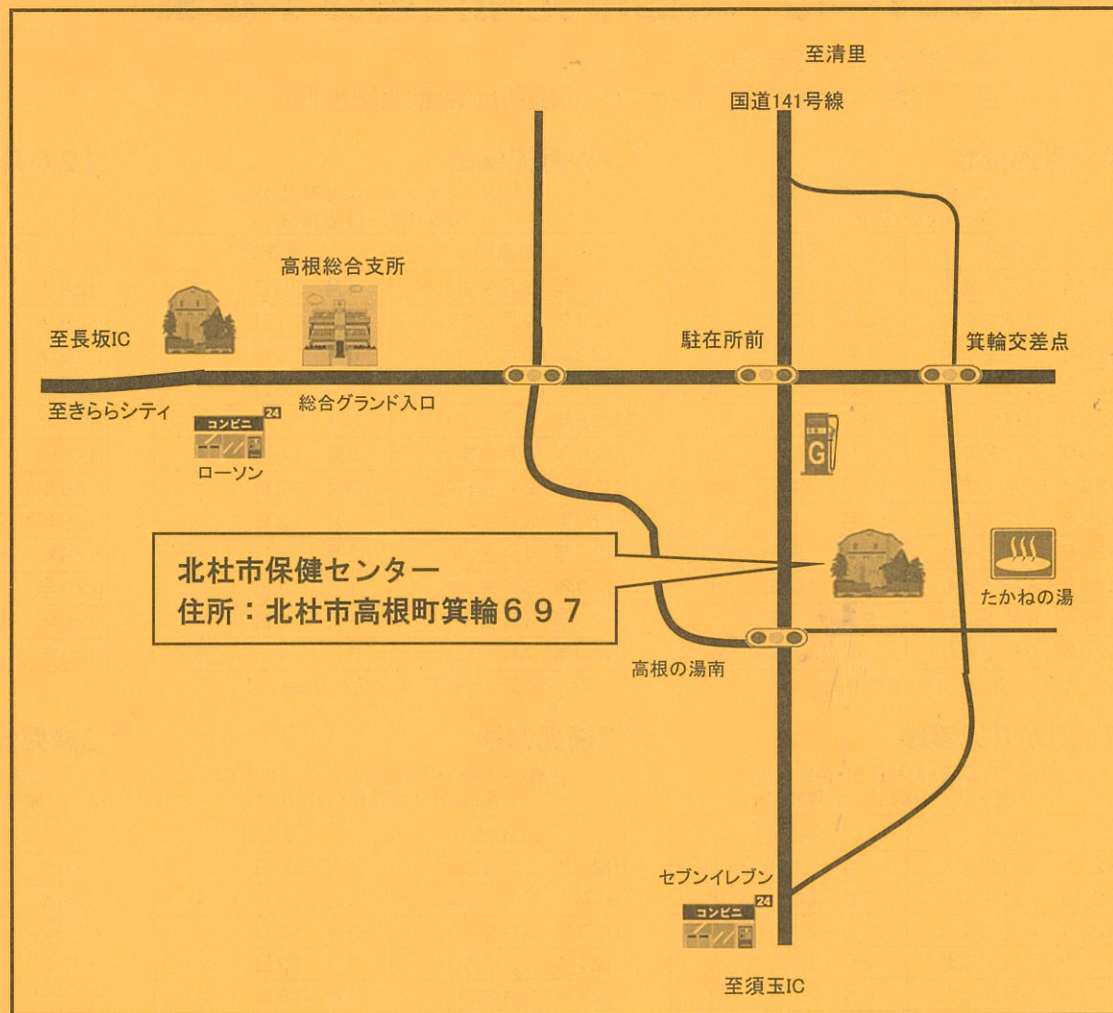 至清里
国道141号線
高根総合支所
至長坂IC
駐在所前
箕輪交差点
至きららシティ
総合グランド入口
24
コンビニ
ローソン
G
北杜市保健センター
住所：北杜市高根町箕輪６９７
たかねの湯
高根の湯南
セブンイレブン
24
コンビニ
至須玉IC